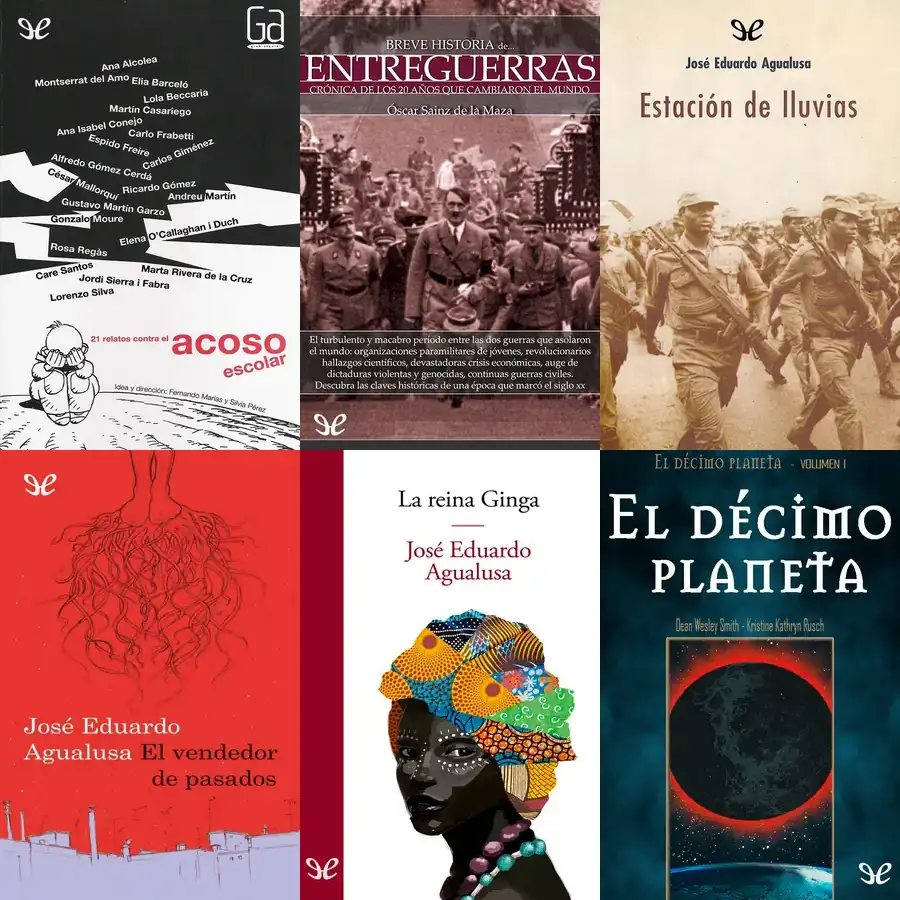 Ga
gran angular
Ana Alcolea
Montserrat del Amo Elia Barceló
Lola Beccaria
Martín Casariego
Ana Isabel Conejo Carlo Frabetti
Espido Freire Carlos Giménez
Alfredo Gómez Cerdá
César Mallorquí Ricardo Gómez
Gustavo Martín Garzo Andreu Martín
Gonzalo Moure
Elena O'Callaghan i Duch
Rosa Regàs
Care Santos Marta Rivera de la Cruz
Jordi Sierra i Fabra
Lorenzo Silva
21 relatos contra el acoso
escolar
Idea y dirección: Fernando Marías y Silvia Pérez
BREVE HISTORIA de...
ENTREGUERRAS
CRÓNICA DE LOS 20 AÑOS QUE CAMBIARON EL MUNDO
Óscar Sainz de la Maza
El turbulento y macabro periodo entre las dos guerras que asolaron
el mundo: organizaciones paramilitares de jóvenes, revolucionarios
hallazgos científicos, devastadoras crisis económicas, auge de
dictaduras violentas y genocidas, continuas guerras civiles.
Descubra las claves históricas de una época que marcó el siglo xx
José Eduardo Agualusa
Estación de lluvias
José Eduardo
Agualusa El vendedor
de pasados
La reina Ginga
José Eduardo
Agualusa
El décimo planeta - volumen I
El décimo
planeta
Dean Wesley Smith - Kristine Kathryn Rusch